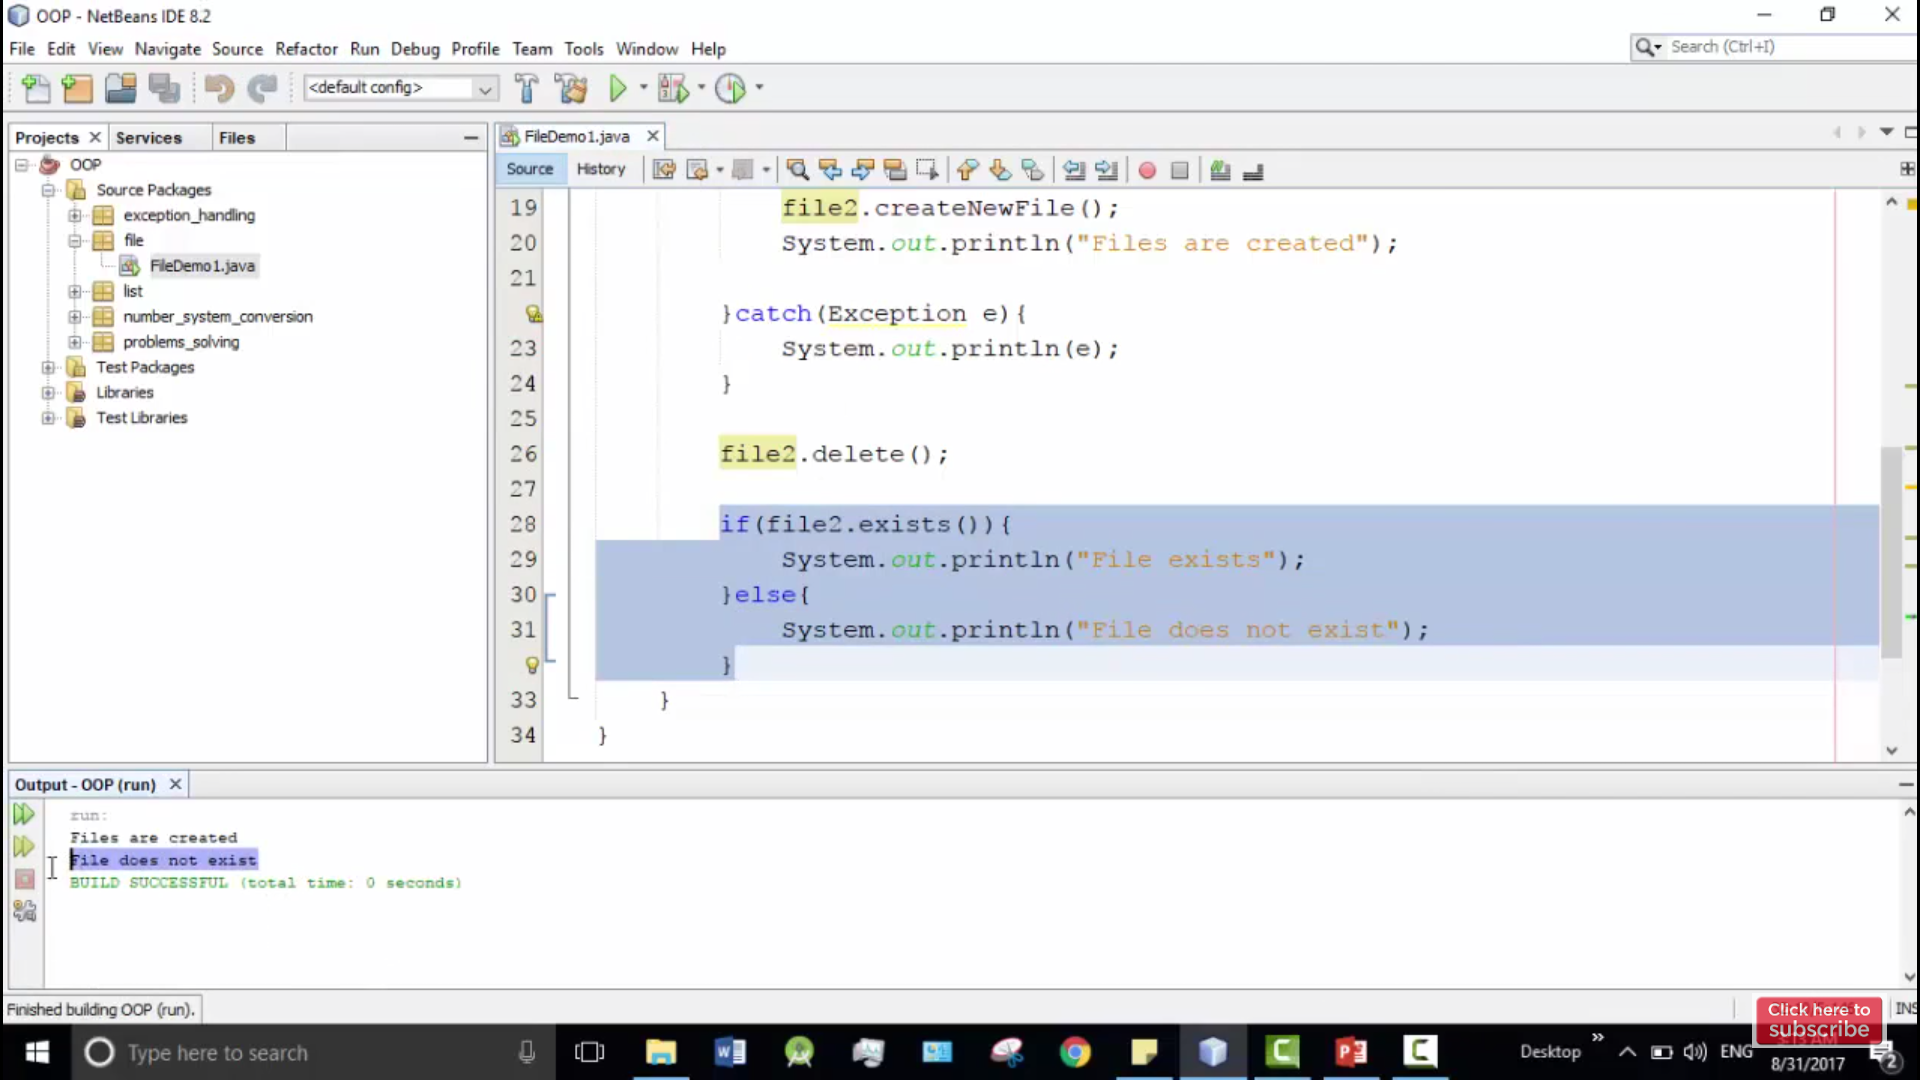 OOP - NetBeans IDE 8.2
File Edit View Navigate Source Refactor Run Debug Profile Team Tools Window Help
Search (Ctrl+I)
<default config>
Projects Services Files
OOP
Source Packages
exception_handling
file
FileDemo1.java
list
number_system_conversion
problems_solving
Test Packages
Libraries
Test Libraries
FileDemo1.java
Source History
19 file2.createNewFile();
20 System.out.println("Files are created");
21
}catch(Exception e){
23 System.out.println(e);
24 }
25
26 file2.delete();
27
28 if(file2.exists()){
29 System.out.println("File exists");
30 }else{
31 System.out.println("File does not exist");
}
33 }
34 }
Output - OOP (run)
run:
Files are created
File does not exist
BUILD SUCCESSFUL (total time: 0 seconds)
Finished building OOP (run).
INS
Click here to
subscribe
Type here to search
Desktop
ENG
8/31/2017
2